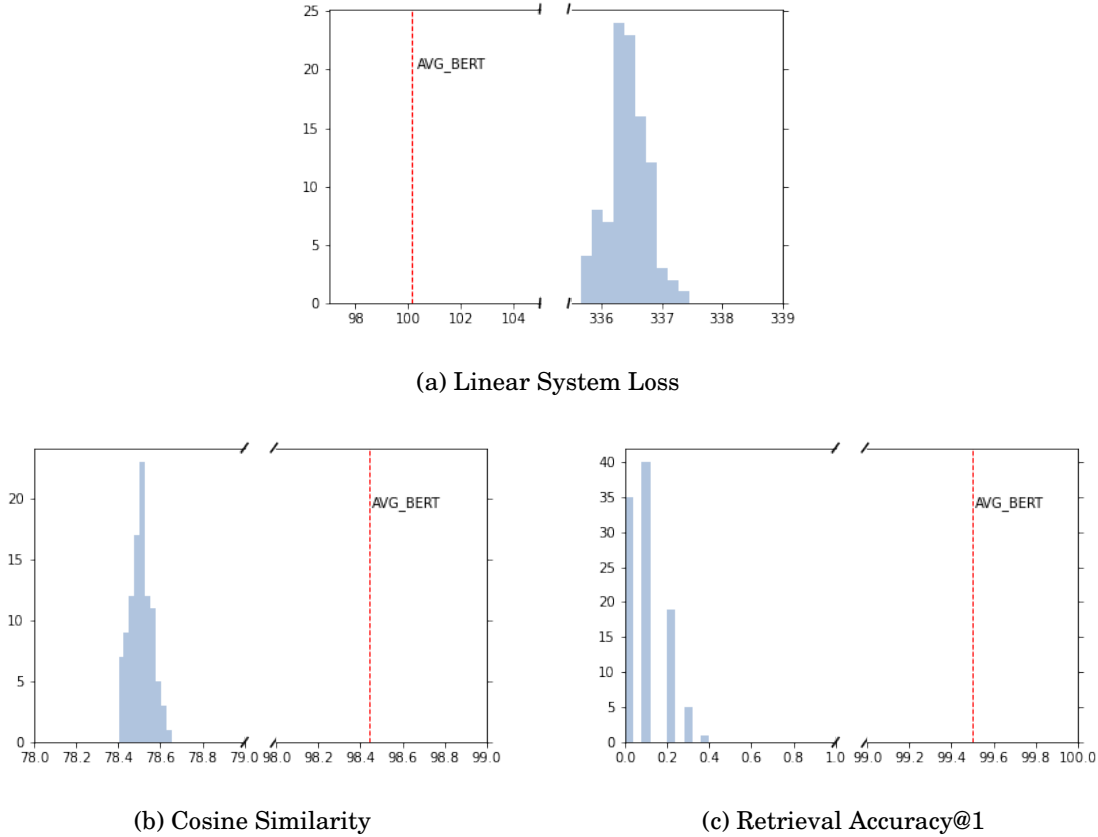 25
20
15
10
5
0
AVG_BERT
98 100 102 104 336 337 338 339
(a) Linear System Loss
20
15
10
5
0
AVG_BERT
78.0 78.2 78.4 78.6 78.8 79.0 98.0 98.2 98.4 98.6 98.8 99.0
(b) Cosine Similarity
40
35
30
25
20
15
10
5
0
AVG_BERT
0.0 0.2 0.4 0.6 0.8 1.0 99.0 99.2 99.4 99.6 99.8 100.0
(c) Retrieval Accuracy@1